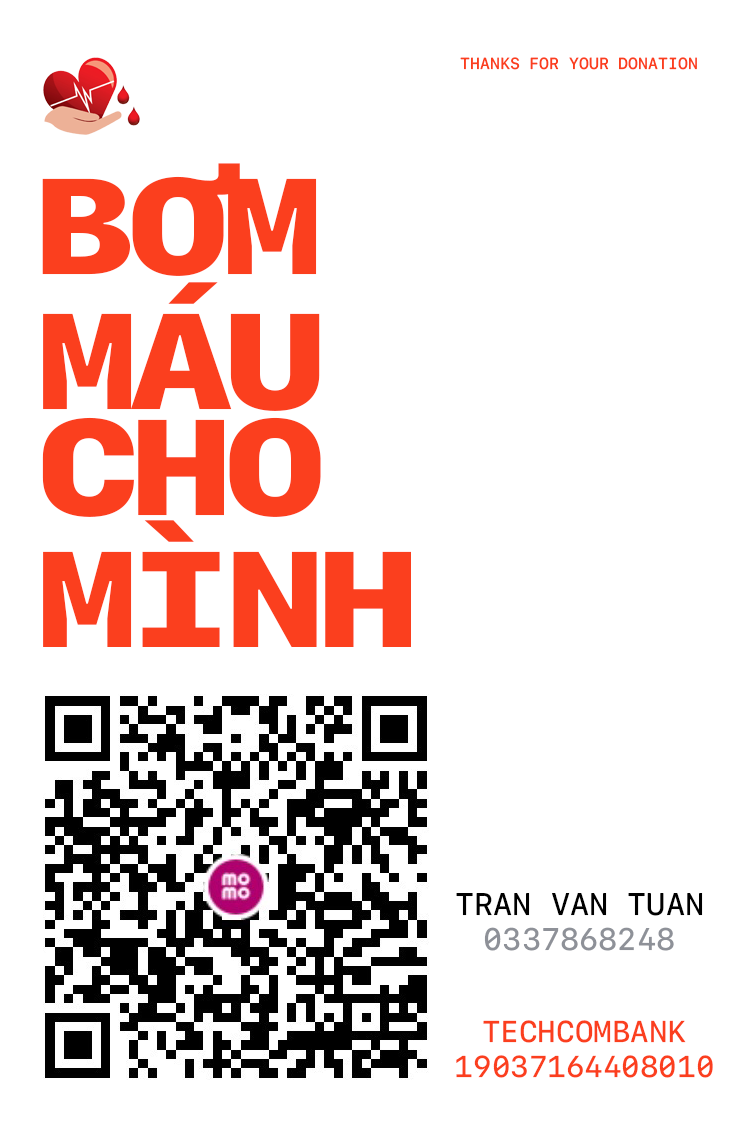 THANKS FOR YOUR DONATION
BƠM
MÁU
CHO
MÌNH
mo
mo
TRAN VAN TUAN
0337868248
TECHCOMBANK
19037164408010